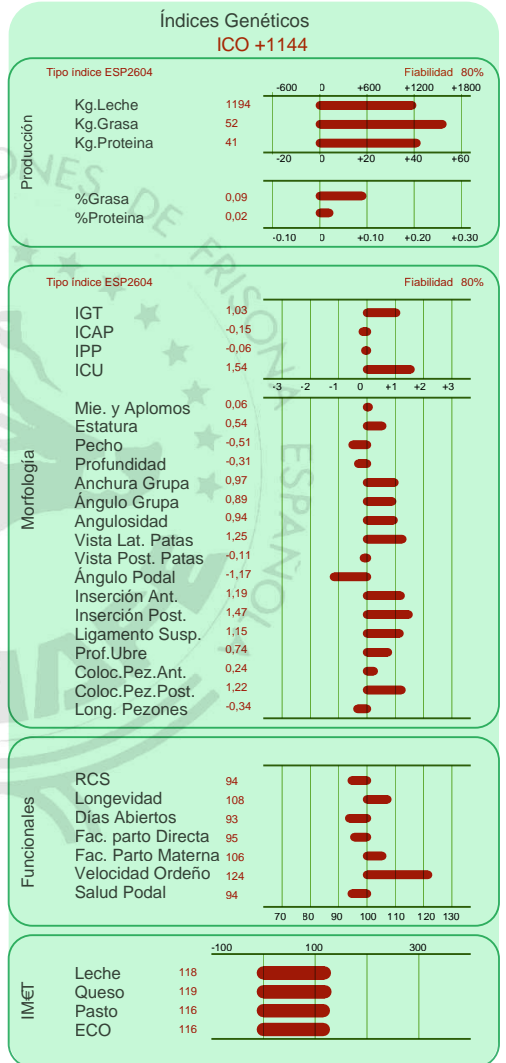 Índices Genéticos
ICO +1144
Tipo índice ESP2604 Fiabilidad 80%
-600 0 +600 +1200 +1800
Producción
Kg.Leche 1194
Kg.Grasa 52
Kg.Proteina 41
-20 0 +20 +40 +60
%Grasa 0,09
%Proteina 0,02
-0.10 0 +0.10 +0.20 +0.30
Tipo índice ESP2604 Fiabilidad 80%
Morfología
IGT 1,03
ICAP -0,15
IPP -0,06
ICU 1,54
-3 -2 -1 0 +1 +2 +3
Mie. y Aplomos 0,06
Estatura 0,54
Pecho -0,51
Profundidad -0,31
Anchura Grupa 0,97
Ángulo Grupa 0,89
Angulosidad 0,94
Vista Lat. Patas 1,25
Vista Post. Patas -0,11
Ángulo Podal -1,17
Inserción Ant. 1,19
Inserción Post. 1,47
Ligamento Susp. 1,15
Prof.Ubre 0,74
Coloc.Pez.Ant. 0,24
Coloc.Pez.Post. 1,22
Long. Pezones -0,34
Funcionales
RCS 94
Longevidad 108
Días Abiertos 93
Fac. parto Directa 95
Fac. Parto Materna 106
Velocidad Ordeño 124
Salud Podal 94
70 80 90 100 110 120 130
-100 100 300
IM€T
Leche 118
Queso 119
Pasto 116
ECO 116
DE FRISONA ESPAÑOLA